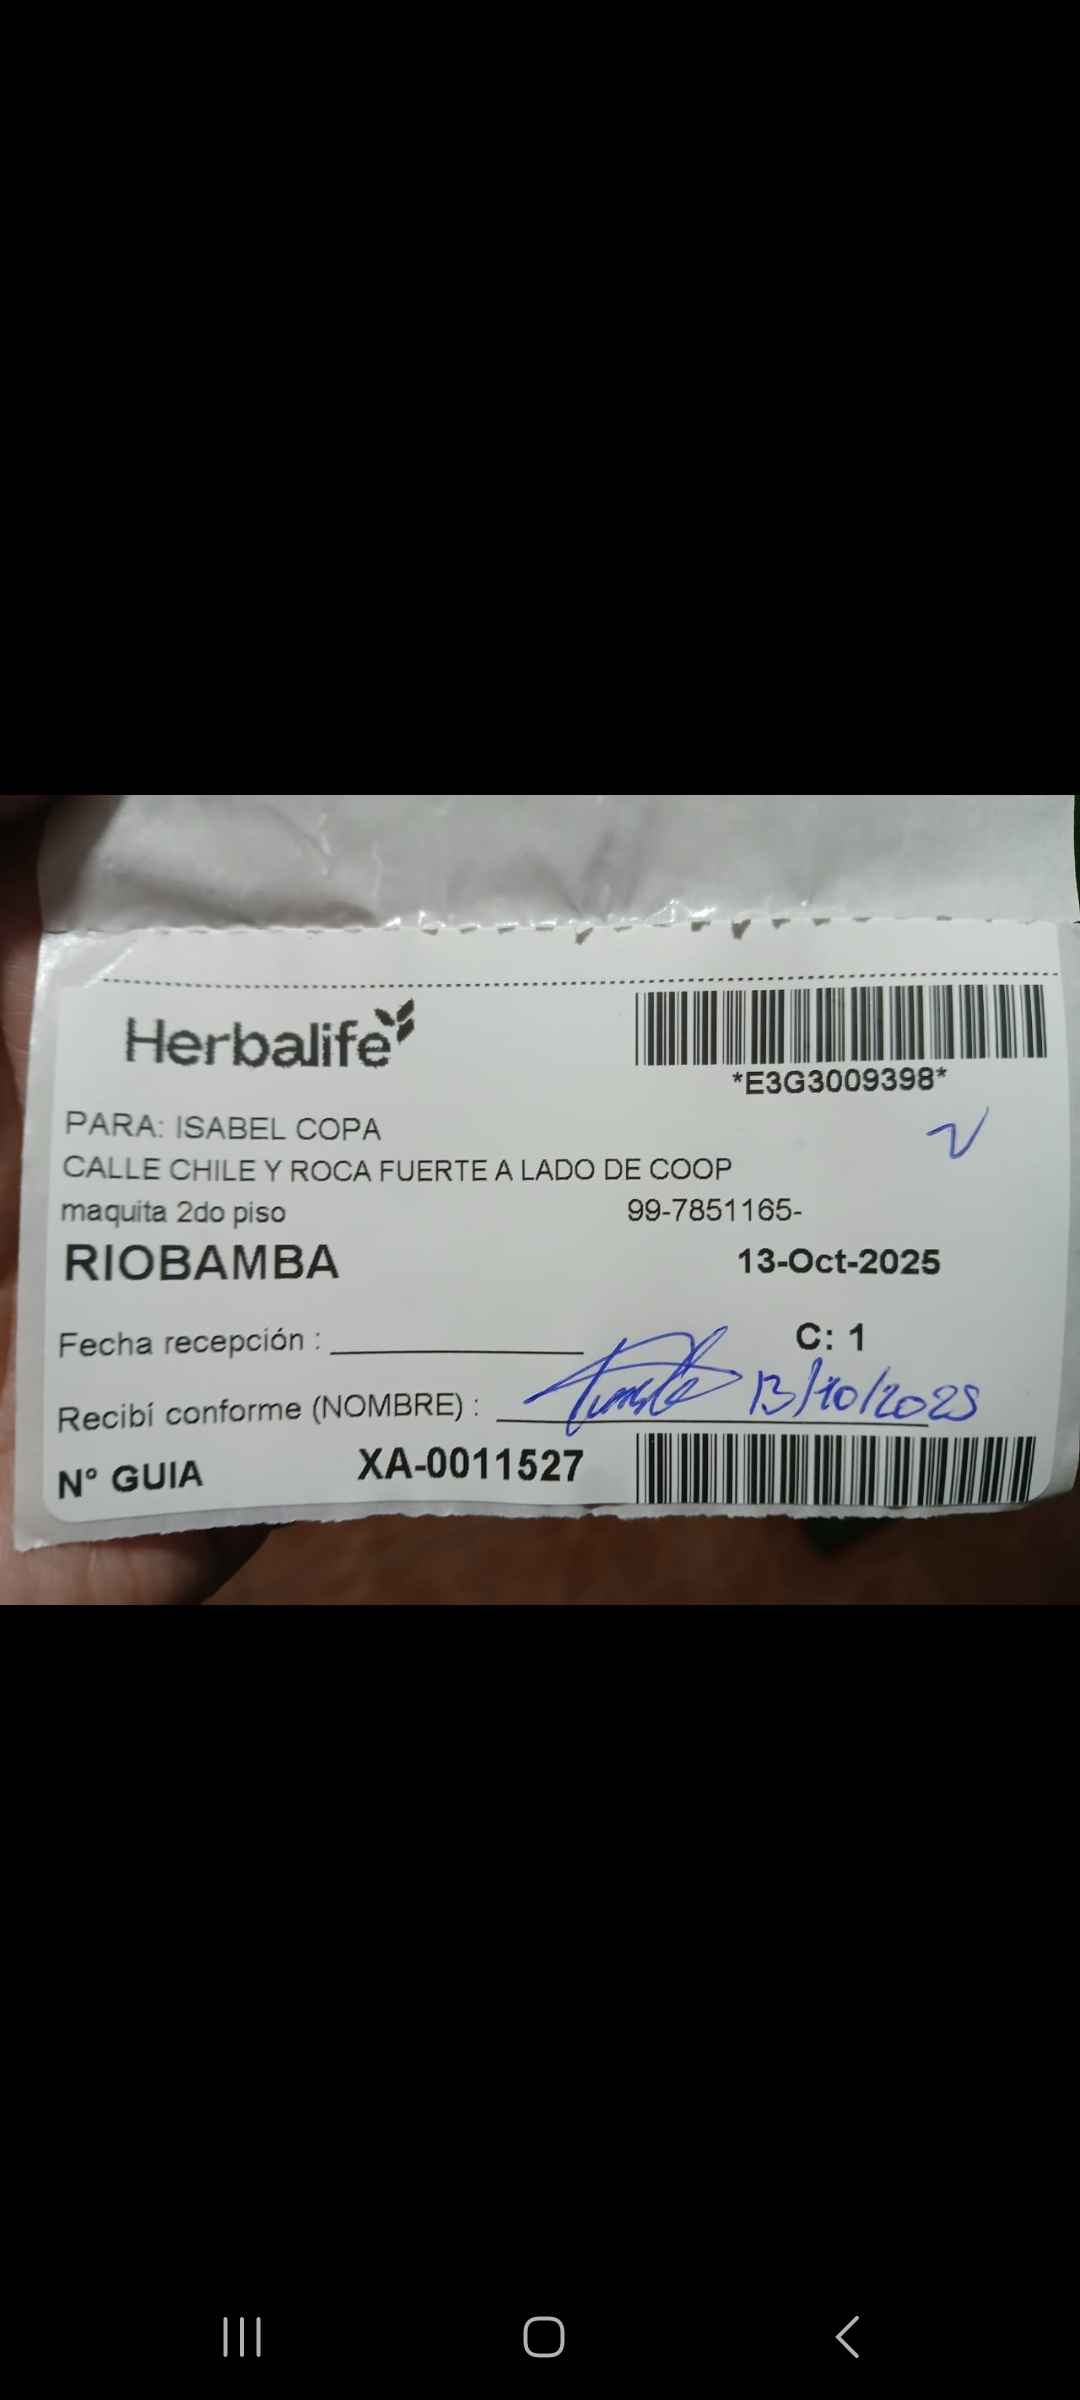 Herbalife
*E3G3009398*
PARA: ISABEL COPA
CALLE CHILE Y ROCA FUERTE A LADO DE COOP
maquita 2do piso 99-7851165-
RIOBAMBA 13-Oct-2025
Fecha recepción : C: 1
Recibí conforme (NOMBRE) : 13/10/2025
N° GUIA XA-0011527